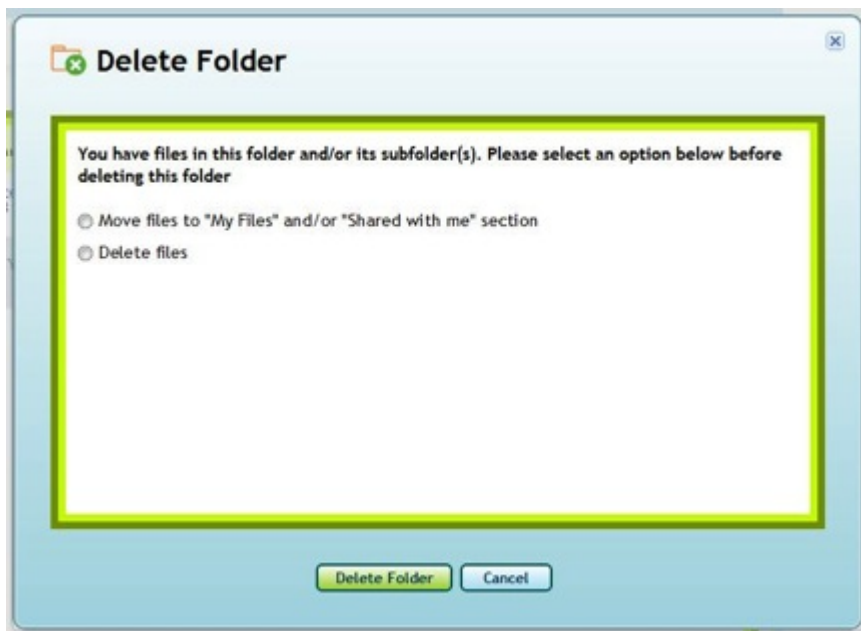 Delete Folder
You have files in this folder and/or its subfolder(s). Please select an option below before
deleting this folder
Move files to "My Files" and/or "Shared with me" section
Delete files
Delete Folder Cancel